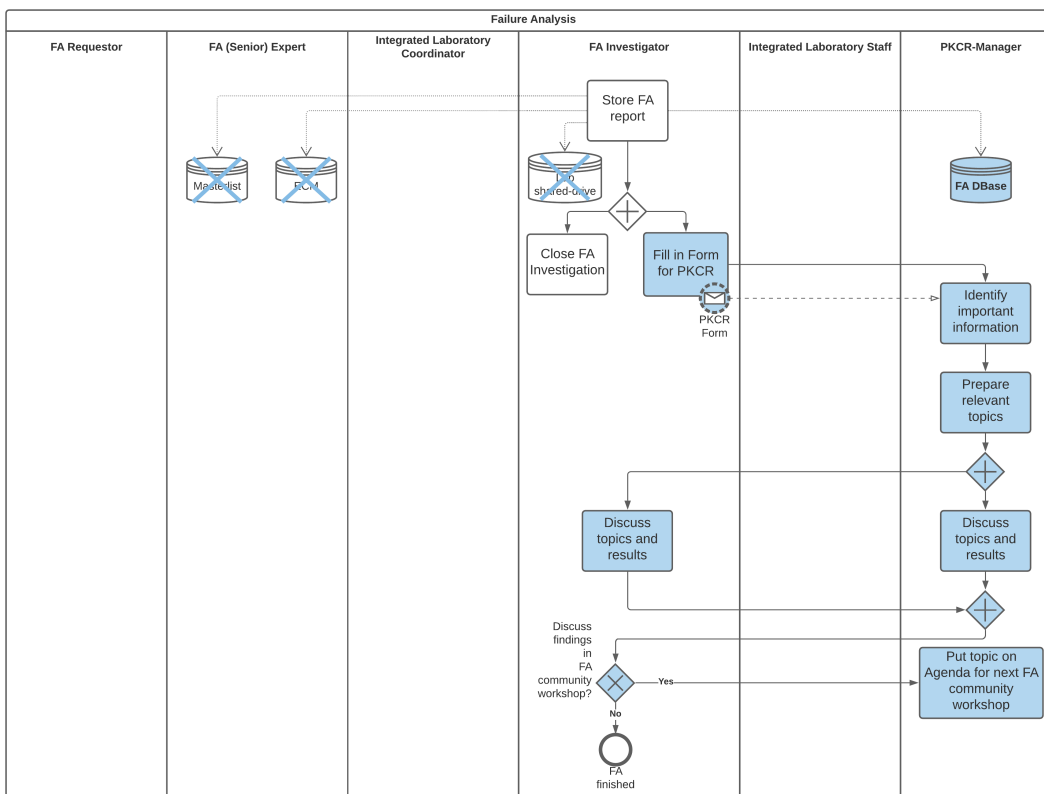 Failure Analysis
FA Requestor
FA (Senior) Expert
Integrated Laboratory
Coordinator
FA Investigator
Integrated Laboratory Staff
PKCR-Manager
Store FA
report
Masterlist
ECM
shared-drive
FA DBase
Close FA
Investigation
Fill in Form
for PKCR
PKCR
Form
Identify
important
information
Prepare
relevant
topics
Discuss
topics and
results
Discuss
topics and
results
Discuss
findings
in
FA
community
workshop?
Yes
No
Put topic on
Agenda for next FA
community
workshop
FA
finished